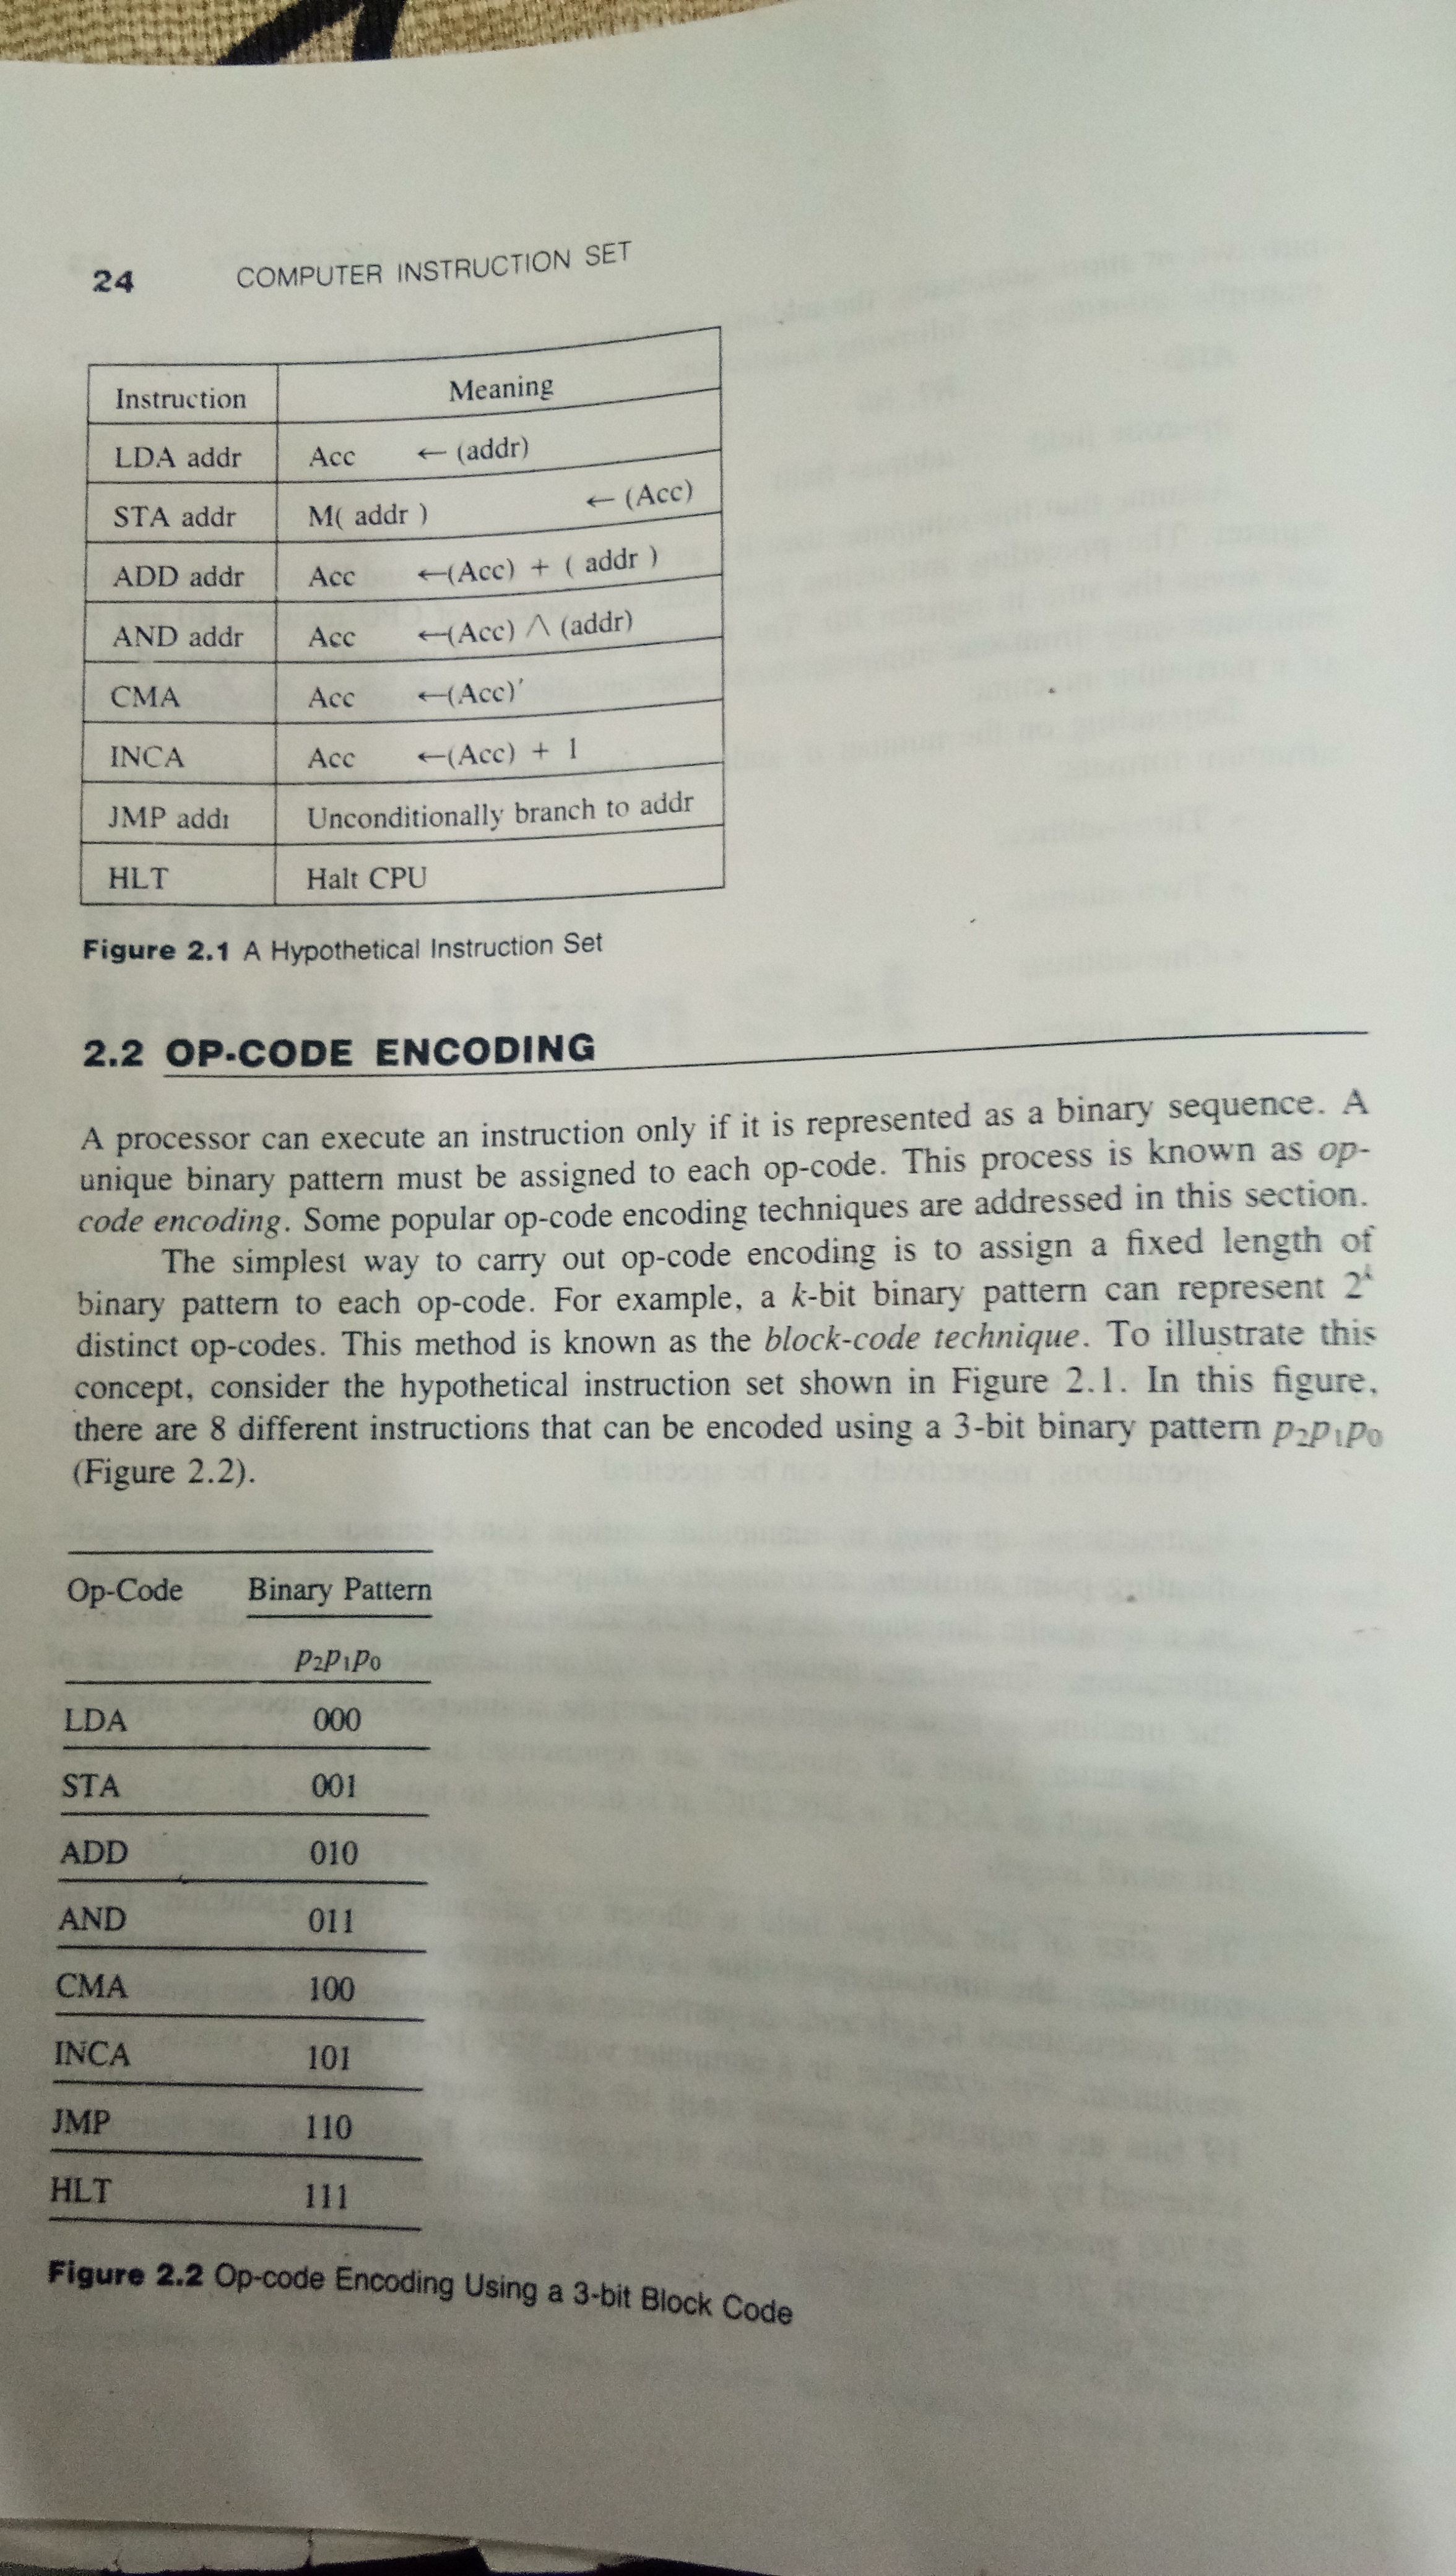 24 COMPUTER INSTRUCTION SET
Instruction Meaning
LDA addr Acc ← (addr)
STA addr M( addr ) ← (Acc)
ADD addr Acc ←(Acc) + ( addr )
AND addr Acc ←(Acc) ∧ (addr)
CMA Acc ←(Acc)′
INCA Acc ←(Acc) + 1
JMP addr Unconditionally branch to addr
HLT Halt CPU
Figure 2.1 A Hypothetical Instruction Set
2.2 OP-CODE ENCODING
A processor can execute an instruction only if it is represented as a binary sequence. A
unique binary pattern must be assigned to each op-code. This process is known as op-
code encoding. Some popular op-code encoding techniques are addressed in this section.
The simplest way to carry out op-code encoding is to assign a fixed length of
binary pattern to each op-code. For example, a k-bit binary pattern can represent 2ᵏ
distinct op-codes. This method is known as the block-code technique. To illustrate this
concept, consider the hypothetical instruction set shown in Figure 2.1. In this figure,
there are 8 different instructions that can be encoded using a 3-bit binary pattern p₂p₁p₀
(Figure 2.2).
Op-Code Binary Pattern
p₂p₁p₀
LDA 000
STA 001
ADD 010
AND 011
CMA 100
INCA 101
JMP 110
HLT 111
Figure 2.2 Op-code Encoding Using a 3-bit Block Code